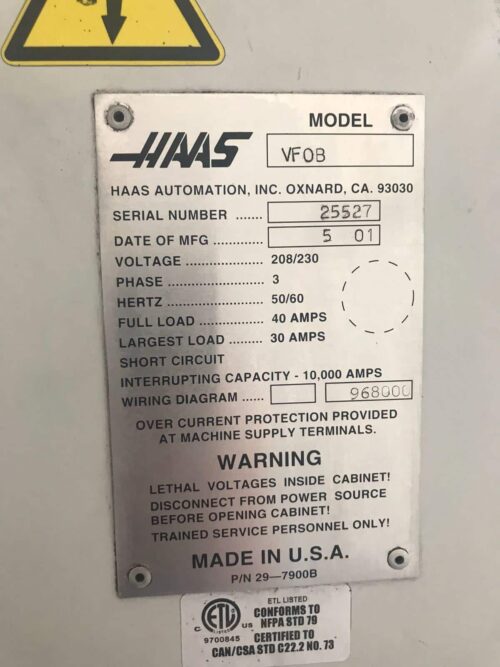 MODEL
HAAS VF0B
HAAS AUTOMATION, INC. OXNARD, CA. 93030
SERIAL NUMBER ...... 25527
DATE OF MFG ............. 5 01
VOLTAGE .................... 208/230
PHASE ........................ 3
HERTZ ........................ 50/60
FULL LOAD ................ 40 AMPS
LARGEST LOAD ........ 30 AMPS
SHORT CIRCUIT
INTERRUPTING CAPACITY - 10,000 AMPS
WIRING DIAGRAM ...... 968000
OVER CURRENT PROTECTION PROVIDED
AT MACHINE SUPPLY TERMINALS.
WARNING
LETHAL VOLTAGES INSIDE CABINET!
DISCONNECT FROM POWER SOURCE
BEFORE OPENING CABINET!
TRAINED SERVICE PERSONNEL ONLY!
MADE IN U.S.A.
P/N 29—7900B
ETL LISTED
CONFORMS TO
NFPA STD 79
C ETL LISTED US
9700845
CERTIFIED TO
CAN/CSA STD C22.2 NO. 73